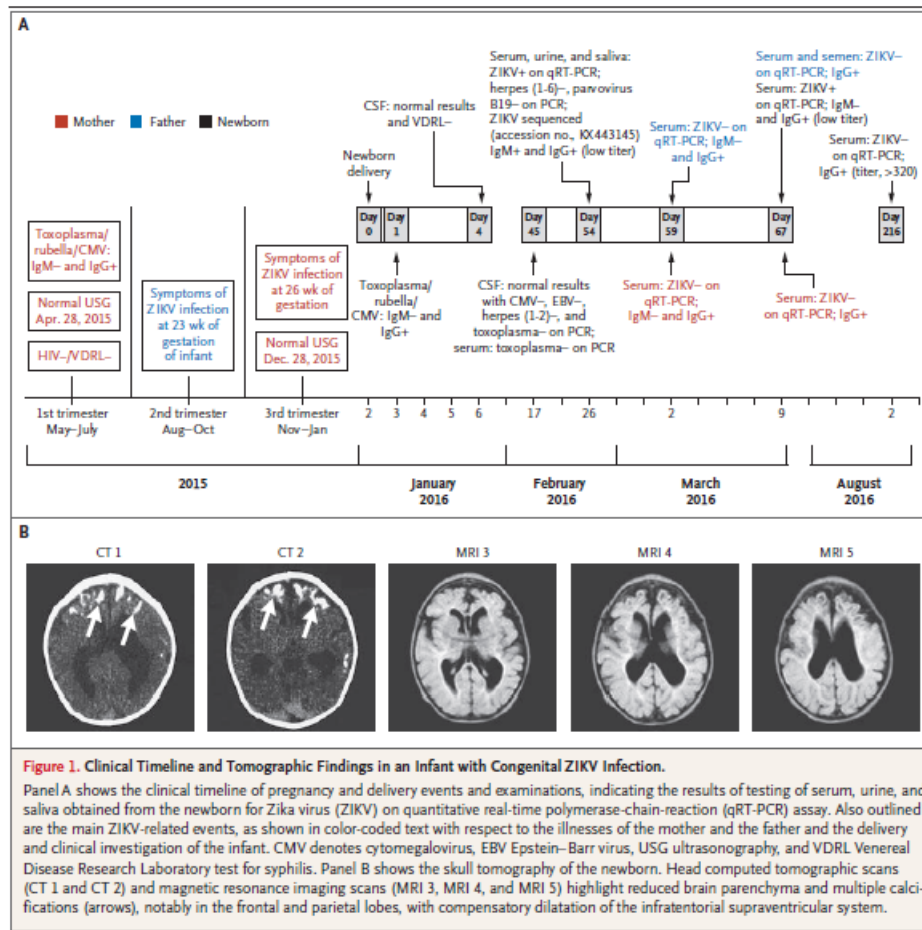 A
Mother
Father
Newborn
CSF: normal results
and VDRL–
Serum, urine, and saliva:
ZIKV+ on qRT-PCR;
herpes (1-6)–, parvovirus
B19– on PCR;
ZIKV sequenced
(accession no., KX443145)
IgM+ and IgG+ (low titer)
Serum: ZIKV– on
qRT-PCR; IgM–
and IgG+
Serum and semen: ZIKV–
on qRT-PCR; IgG+
Serum: ZIKV+
on qRT-PCR; IgM–
and IgG+ (low titer)
Serum: ZIKV–
on qRT-PCR;
IgG+ (titer, >320)
Newborn
delivery
Day
0
Day
1
Day
4
Day
45
Day
54
Day
59
Day
67
Day
216
Toxoplasma/
rubella/CMV:
IgM– and IgG+
Normal USG
Apr. 28, 2015
HIV–/VDRL–
Symptoms of
ZIKV infection
at 23 wk of
gestation
of infant
Symptoms of
ZIKV infection
at 26 wk of
gestation
Normal USG
Dec. 28, 2015
Toxoplasma/
rubella/
CMV: IgM– and
IgG+
CSF: normal results
with CMV–, EBV–,
herpes (1-2)–, and
toxoplasma– on PCR;
serum: toxoplasma– on PCR
Serum: ZIKV– on
qRT-PCR;
IgM– and IgG+
Serum: ZIKV–
on qRT-PCR; IgG+
1st trimester
May–July
2nd trimester
Aug–Oct
3rd trimester
Nov–Jan
2 3 4 5 6 17 26 2 9 2
2015
January
2016
February
2016
March
2016
August
2016
B
CT 1 CT 2 MRI 3 MRI 4 MRI 5
Figure 1. Clinical Timeline and Tomographic Findings in an Infant with Congenital ZIKV Infection.
Panel A shows the clinical timeline of pregnancy and delivery events and examinations, indicating the results of testing of serum, urine, and
saliva obtained from the newborn for Zika virus (ZIKV) on quantitative real-time polymerase-chain-reaction (qRT-PCR) assay. Also outlined
are the main ZIKV-related events, as shown in color-coded text with respect to the illnesses of the mother and the father and the delivery
and clinical investigation of the infant. CMV denotes cytomegalovirus, EBV Epstein–Barr virus, USG ultrasonography, and VDRL Venereal
Disease Research Laboratory test for syphilis. Panel B shows the skull tomography of the newborn. Head computed tomographic scans
(CT 1 and CT 2) and magnetic resonance imaging scans (MRI 3, MRI 4, and MRI 5) highlight reduced brain parenchyma and multiple calci-
fications (arrows), notably in the frontal and parietal lobes, with compensatory dilatation of the infratentorial supraventricular system.